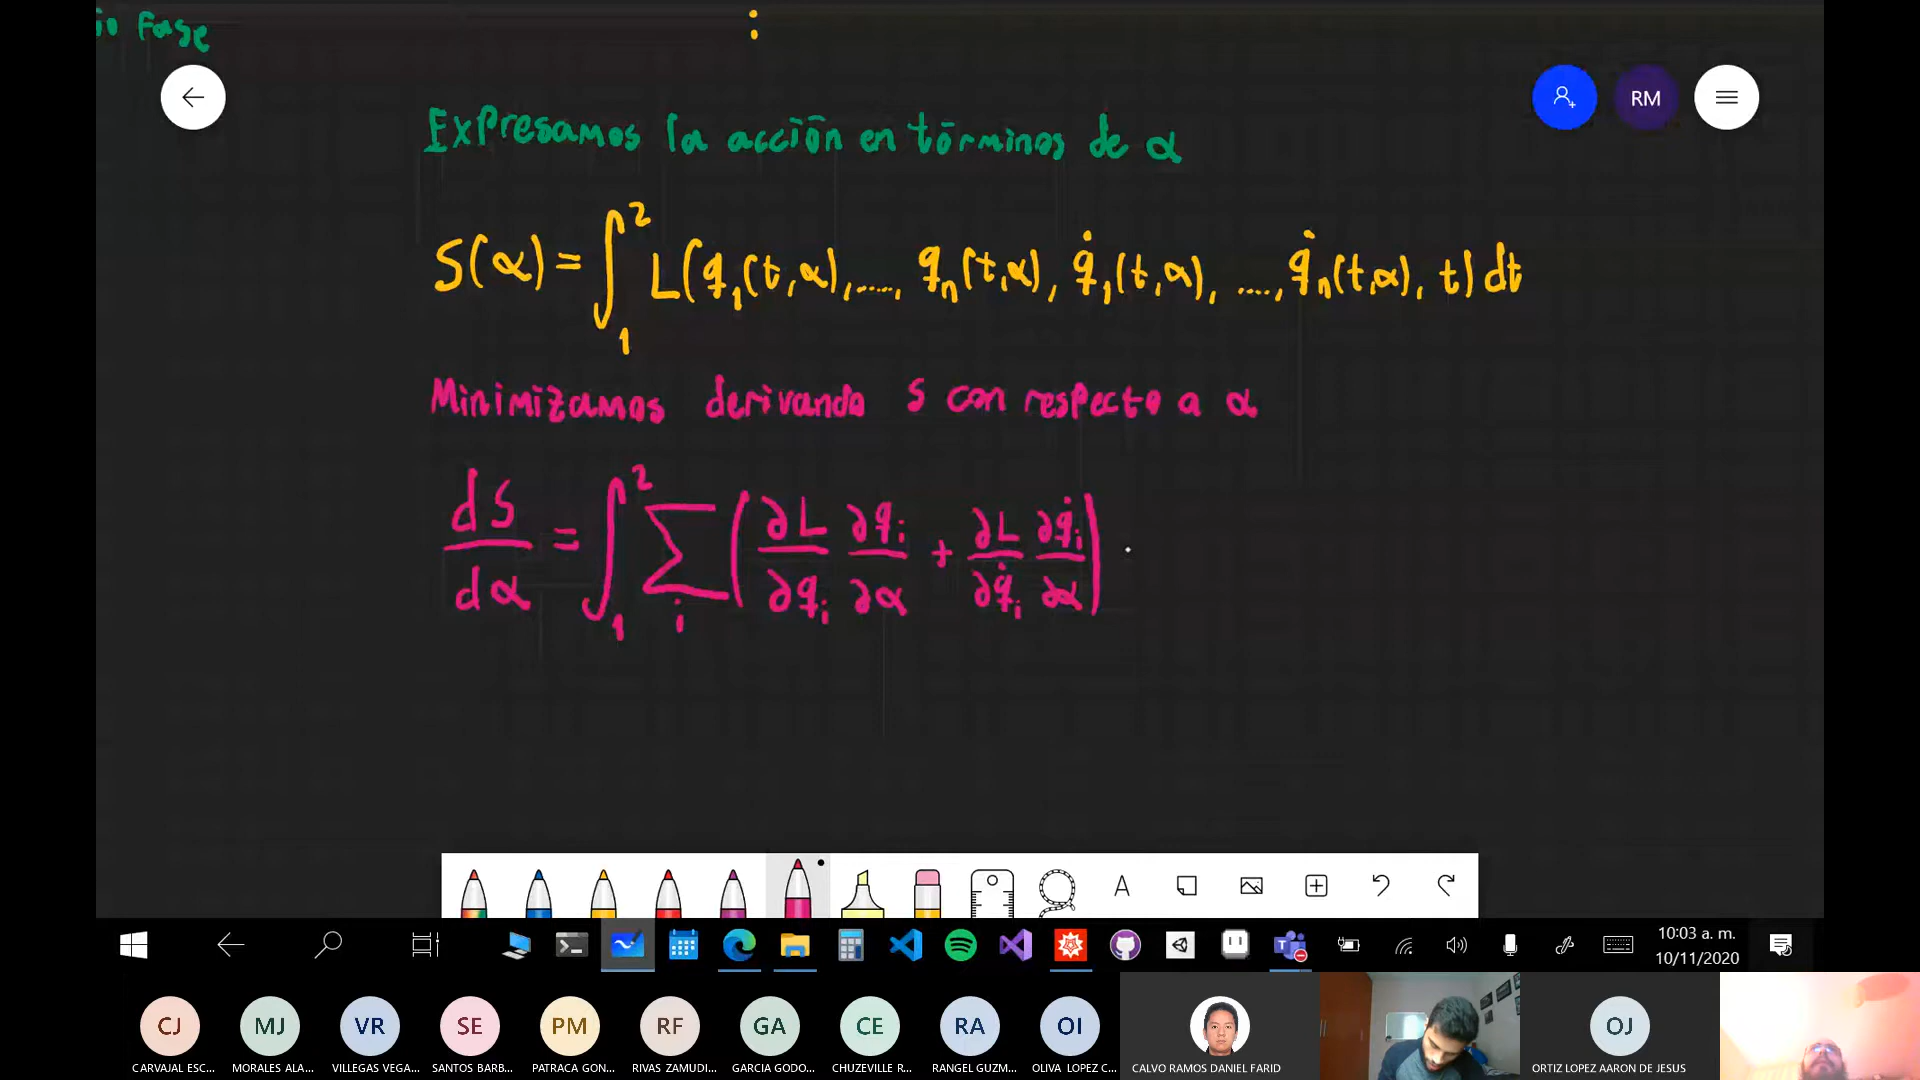 io Fase
:
RM
Expresamos la acción en términos de α
S(α) = ∫₁² L(q₁(t,α),....., qₙ(t,α), q̇₁(t,α), ....., q̇ₙ(t,α), t) dt
Minimizamos derivando S con respecto a α
dS/dα = ∫₁² Σᵢ (∂L/∂qᵢ ∂qᵢ/∂α + ∂L/∂q̇ᵢ ∂q̇ᵢ/∂α)
A
10:03 a. m.
10/11/2020
CJ MJ VR SE PM RF GA CE RA OI OJ
CARVAJAL ESC... MORALES ALA... VILLEGAS VEGA... SANTOS BARB... PATRACA GON... RIVAS ZAMUDI... GARCIA GODO... CHUZEVILLE R... RANGEL GUZM... OLIVA LOPEZ C... CALVO RAMOS DANIEL FARID ORTIZ LOPEZ AARON DE JESUS